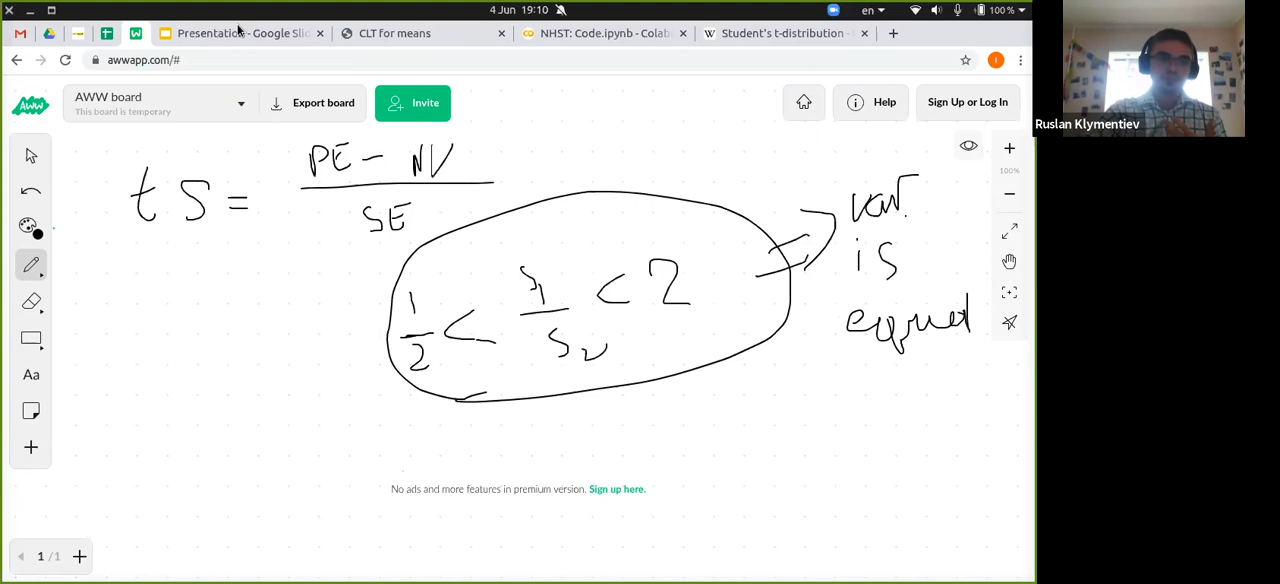 4 Jun 19:10
en
100 %
Presentation - Google Slid
CLT for means
NHST: Code.ipynb - Colab
Student's t-distribution -
awwapp.com/#
AWW board
This board is temporary
Export board
Invite
Help
Sign Up or Log In
Ruslan Klymentiev
100%
tS = PE - NV
SE
1/2 < S1/S2 < 2
var.
is
equal
Aa
No ads and more features in premium version. Sign up here.
1 / 1